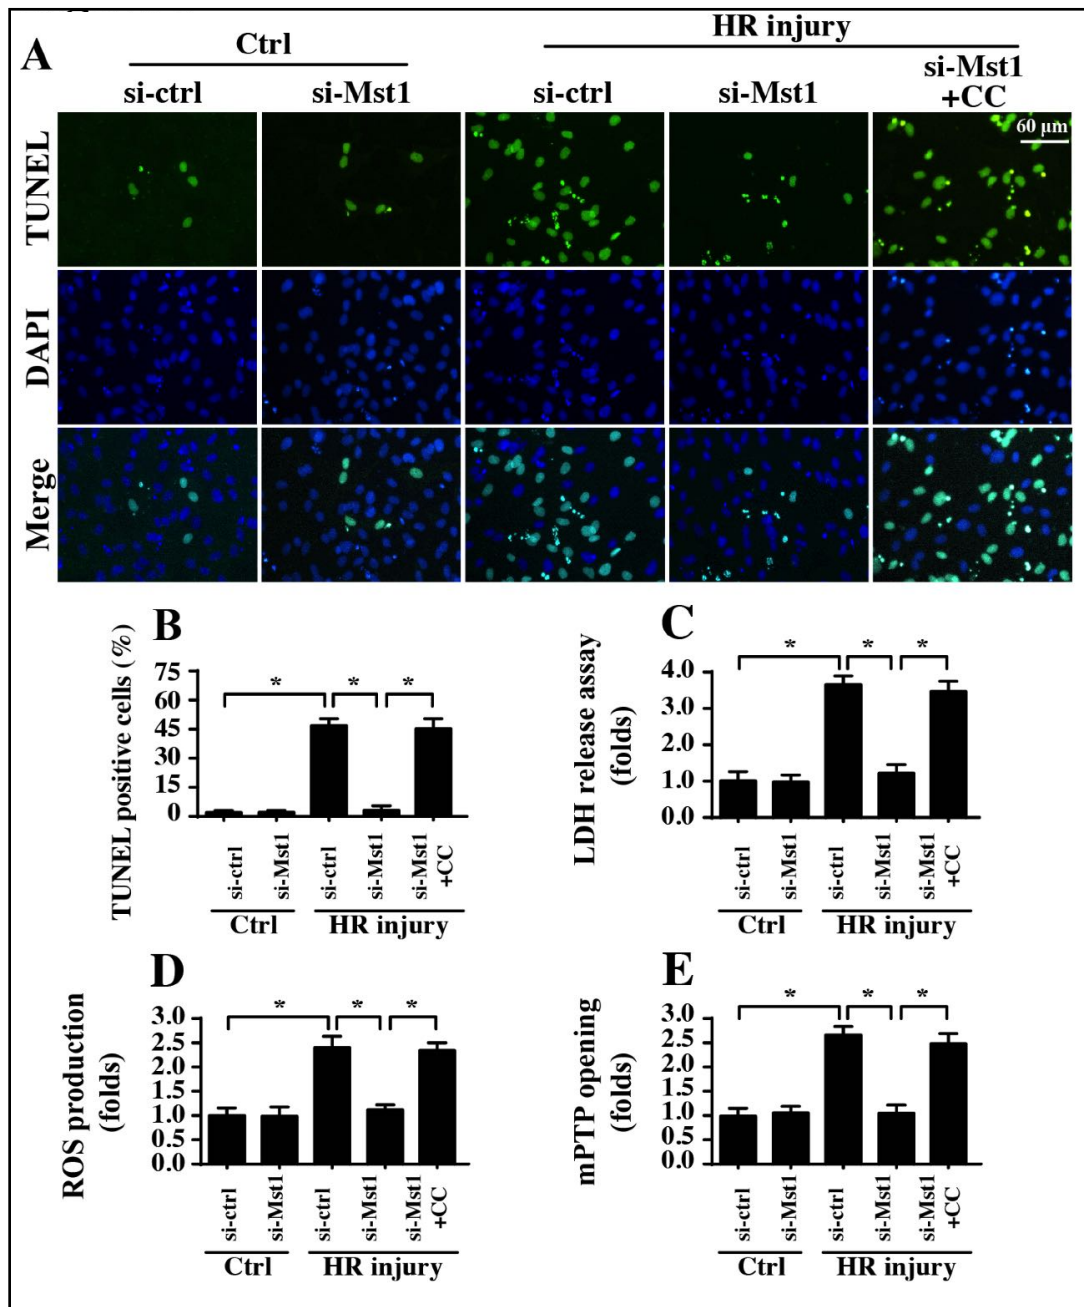 A
Ctrl
HR injury
si-ctrl
si-Mst1
si-ctrl
si-Mst1
si-Mst1
+CC
TUNEL
60 μm
DAPI
Merge
B
TUNEL positive cells (%)
75
60
45
30
15
0
*
*
*
si-ctrl
si-Mst1
si-ctrl
si-Mst1
si-Mst1
+CC
Ctrl
HR injury
C
LDH release assay
(folds)
4.0
3.0
2.0
1.0
0.0
*
*
*
si-ctrl
si-Mst1
si-ctrl
si-Mst1
si-Mst1
+CC
Ctrl
HR injury
D
ROS production
(folds)
3.0
2.5
2.0
1.5
1.0
0.5
0.0
*
*
*
si-ctrl
si-Mst1
si-ctrl
si-Mst1
si-Mst1
+CC
Ctrl
HR injury
E
mPTP opening
(folds)
3.0
2.5
2.0
1.5
1.0
0.5
0.0
*
*
*
si-ctrl
si-Mst1
si-ctrl
si-Mst1
si-Mst1
+CC
Ctrl
HR injury